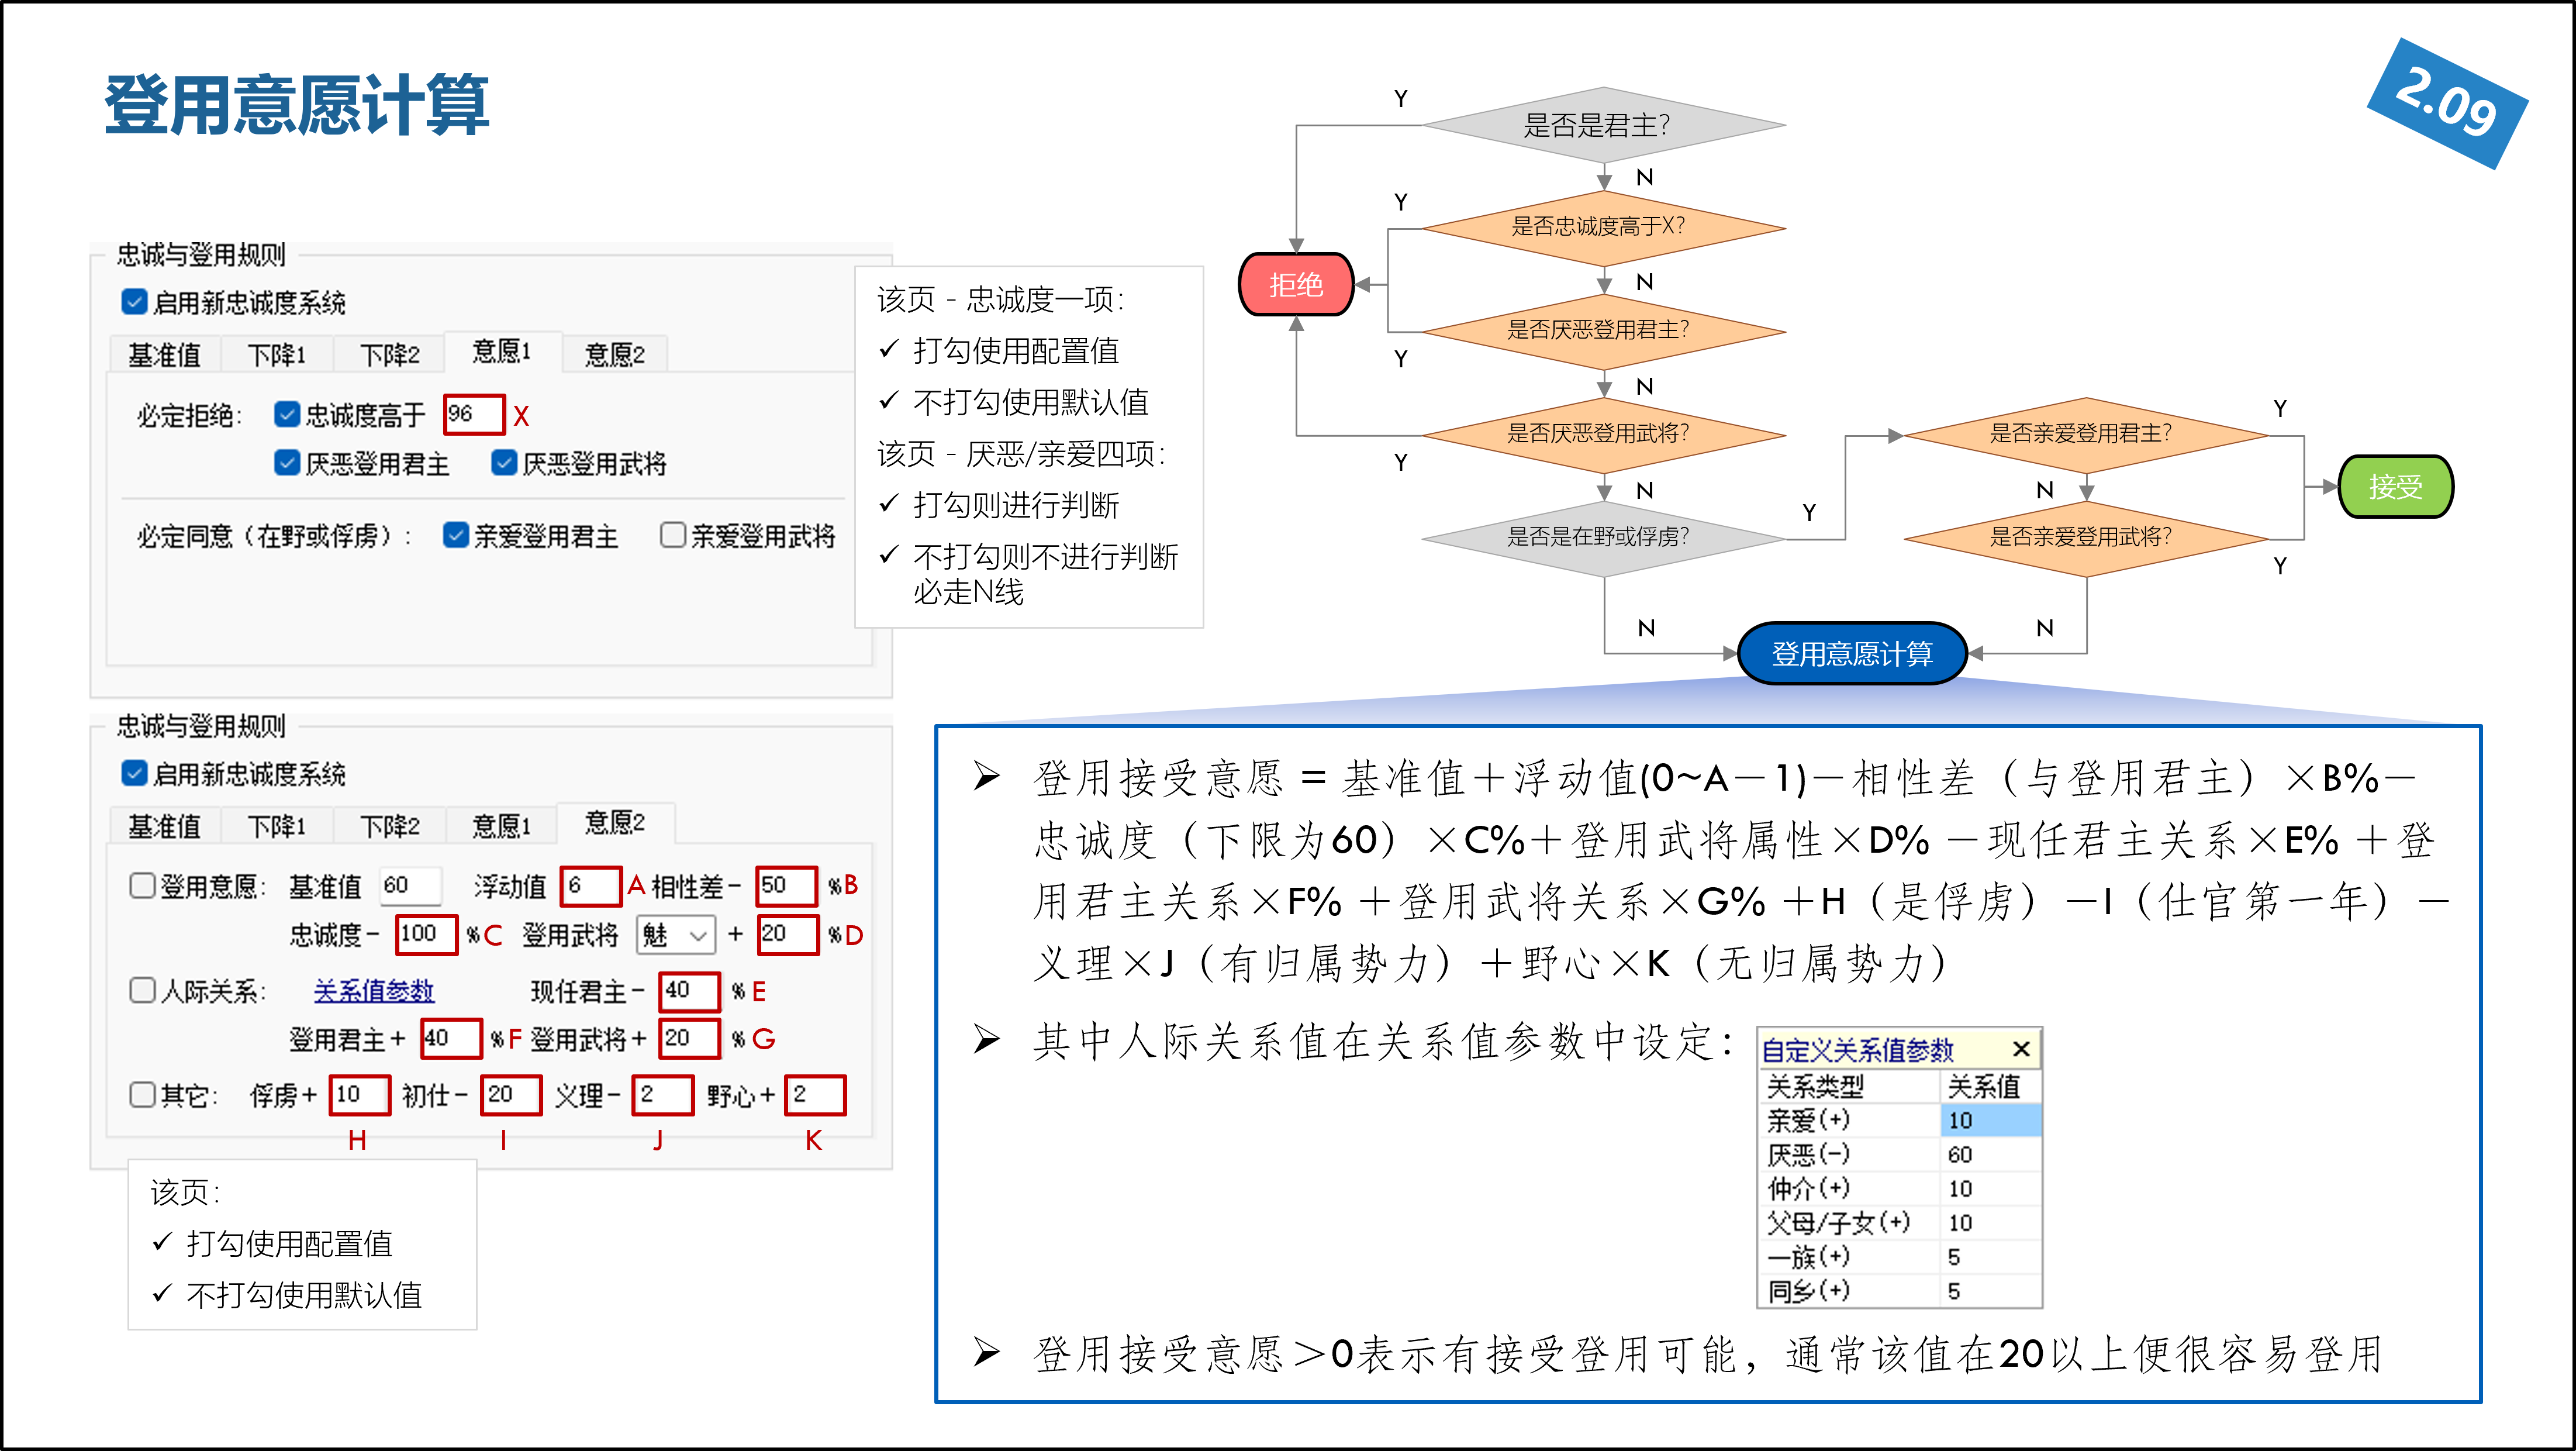 登用意愿计算
2.09
忠诚与登用规则
启用新忠诚度系统
基准值 下降1 下降2 意愿1 意愿2
必定拒绝: 忠诚度高于 96 X
厌恶登用君主 厌恶登用武将
必定同意（在野或俘虏）: 亲爱登用君主 亲爱登用武将
该页 - 忠诚度一项:
✓ 打勾使用配置值
✓ 不打勾使用默认值
该页 - 厌恶/亲爱四项:
✓ 打勾则进行判断
✓ 不打勾则不进行判断
必走N线
Y
是否是君主?
N
Y
是否忠诚度高于X?
拒绝
N
是否厌恶登用君主?
Y
N
是否厌恶登用武将?
Y
N
是否是在野或俘虏?
Y
是否亲爱登用君主?
Y
N
接受
是否亲爱登用武将?
Y
N
N
登用意愿计算
忠诚与登用规则
启用新忠诚度系统
基准值 下降1 下降2 意愿1 意愿2
登用意愿: 基准值 60 浮动值 6 A 相性差- 50 %B
忠诚度- 100 %C 登用武将 魅 + 20 %D
人际关系: 关系值参数 现任君主- 40 %E
登用君主+ 40 %F 登用武将+ 20 %G
其它: 俘虏+ 10 初仕- 20 义理- 2 野心+ 2
H I J K
该页:
✓ 打勾使用配置值
✓ 不打勾使用默认值
➢ 登用接受意愿 = 基准值＋浮动值(0~A－1)－相性差（与登用君主）×B%－
忠诚度（下限为60）×C%＋登用武将属性×D% －现任君主关系×E% ＋登
用君主关系×F% ＋登用武将关系×G% ＋H（是俘虏）－I（仕官第一年）－
义理×J（有归属势力）＋野心×K（无归属势力）
➢ 其中人际关系值在关系值参数中设定：
自定义关系值参数 ×
关系类型 关系值
亲爱(+) 10
厌恶(-) 60
仲介(+) 10
父母/子女(+) 10
一族(+) 5
同乡(+) 5
➢ 登用接受意愿＞0表示有接受登用可能，通常该值在20以上便很容易登用